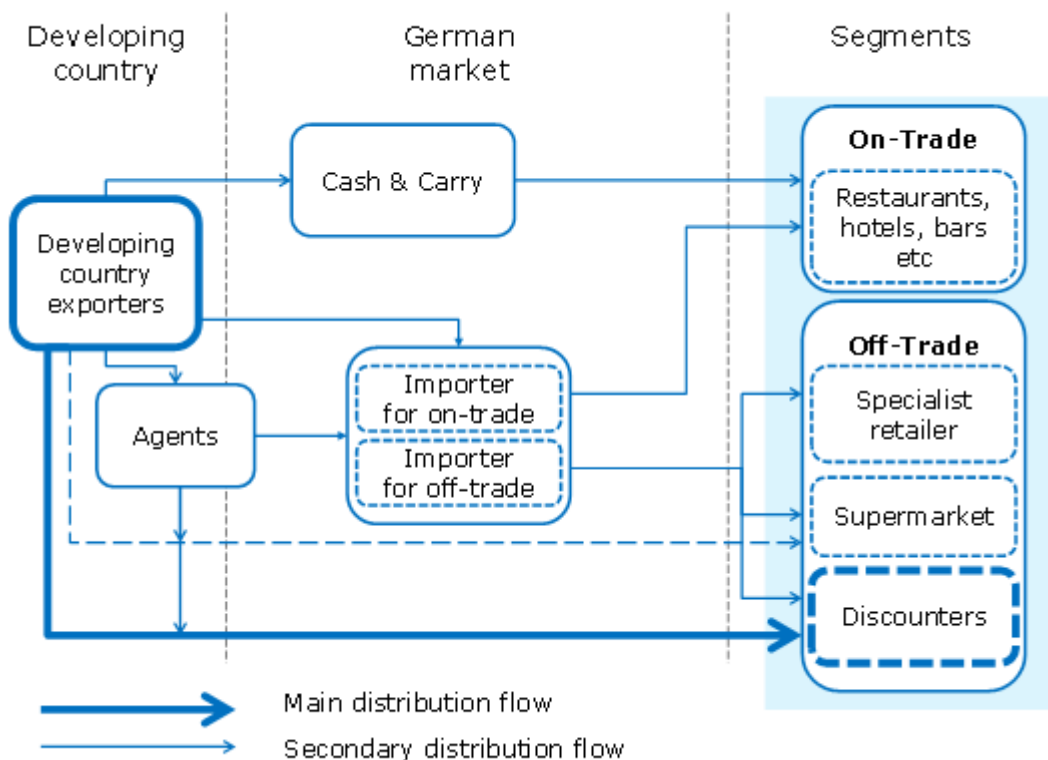 Developing
country
German
market
Segments
On-Trade
Cash & Carry
Restaurants,
hotels, bars
etc
Developing
country
exporters
Off-Trade
Importer
for on-trade
Specialist
retailer
Agents
Importer
for off-trade
Supermarket
Discounters
Main distribution flow
Secondary distribution flow